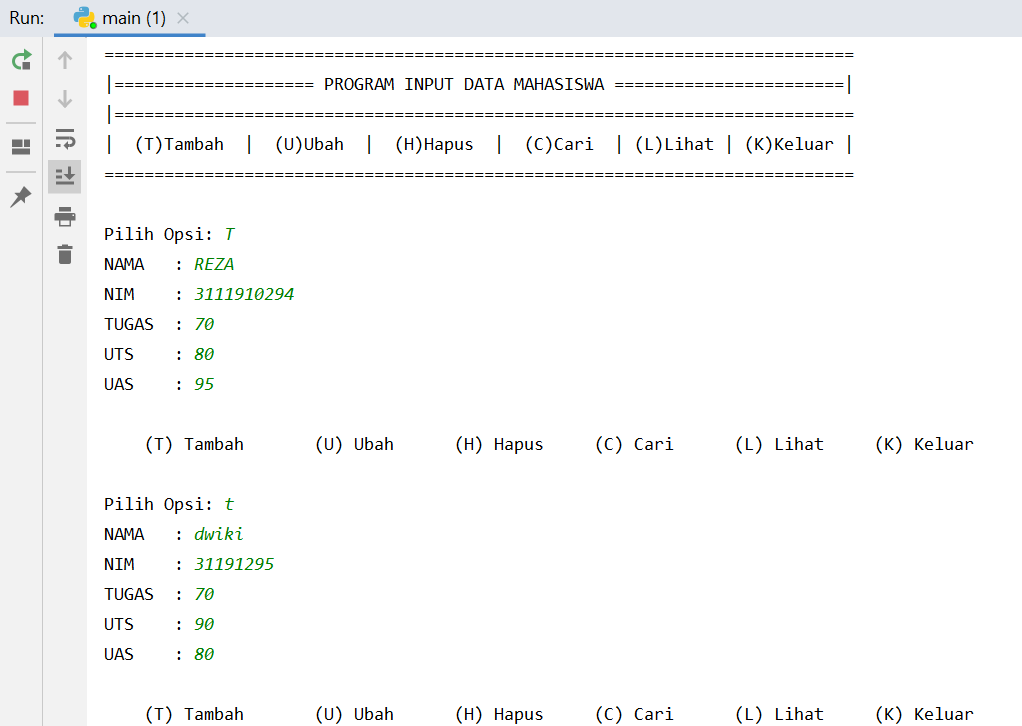 Run: main (1)
===========================================================================
|==================== PROGRAM INPUT DATA MAHASISWA =======================|
|==========================================================================
|  (T)Tambah  |  (U)Ubah  |  (H)Hapus  |  (C)Cari  | (L)Lihat | (K)Keluar |
===========================================================================
Pilih Opsi: T
NAMA   : REZA
NIM    : 3111910294
TUGAS  : 70
UTS    : 80
UAS    : 95
(T) Tambah       (U) Ubah      (H) Hapus     (C) Cari      (L) Lihat     (K) Keluar
Pilih Opsi: t
NAMA   : dwiki
NIM    : 31191295
TUGAS  : 70
UTS    : 90
UAS    : 80
(T) Tambah       (U) Ubah      (H) Hapus     (C) Cari      (L) Lihat     (K) Keluar